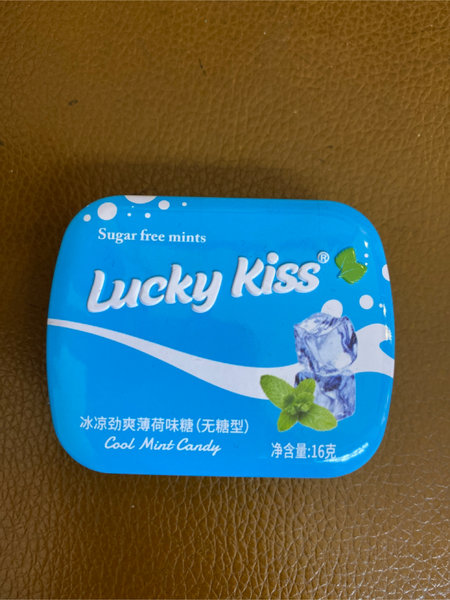 Sugar free mints
Lucky Kiss®
冰凉劲爽薄荷味糖(无糖型)
Cool Mint Candy
净含量:16克